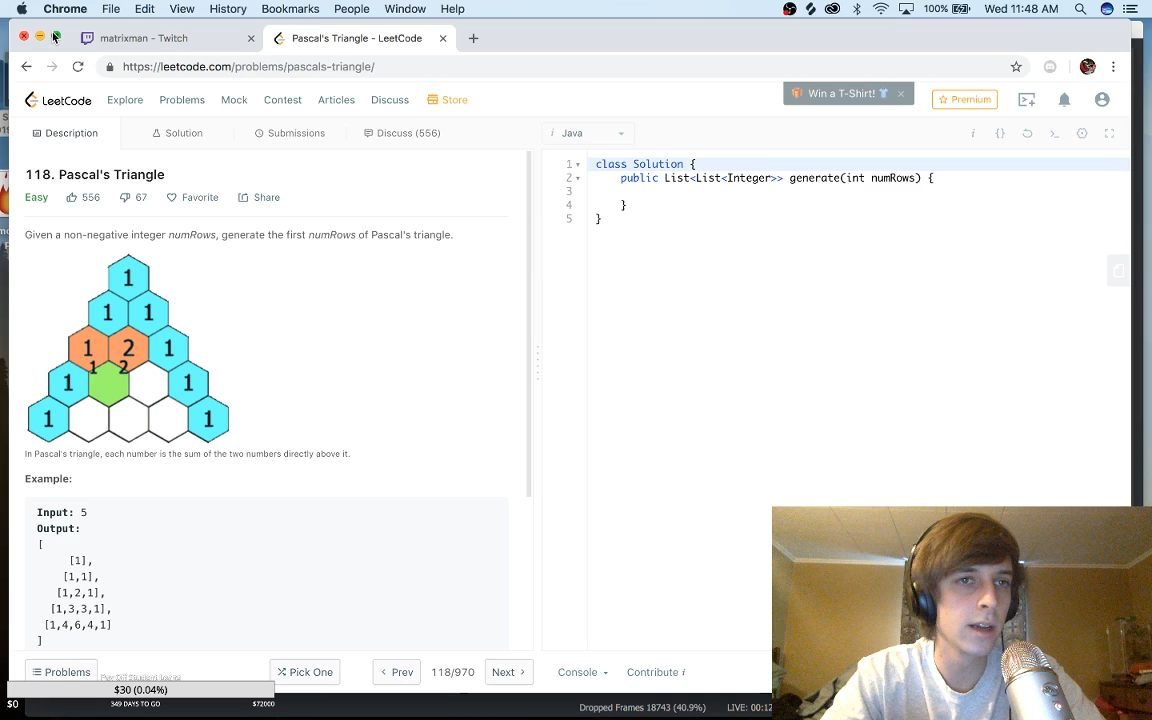 Chrome File Edit View History Bookmarks People Window Help 100% Wed 11:48 AM
matrixman - Twitch × Pascal's Triangle - LeetCode × +
https://leetcode.com/problems/pascals-triangle/
LeetCode Explore Problems Mock Contest Articles Discuss Store Win a T-Shirt! × Premium
Description Solution Submissions Discuss (556) i Java i {}
118. Pascal's Triangle
Easy 556 67 Favorite Share
Given a non-negative integer numRows, generate the first numRows of Pascal's triangle.
1
1 1
1 2 1
1 2
1 1
1 1
In Pascal's triangle, each number is the sum of the two numbers directly above it.
Example:
Input: 5
Output:
[
[1],
[1,1],
[1,2,1],
[1,3,3,1],
[1,4,6,4,1]
]
1 class Solution {
2 public List<List<Integer>> generate(int numRows) {
3
4 }
5 }
Problems Pick One < Prev 118/970 Next > Console Contribute i
$30 (0.04%)
$0 349 DAYS TO GO $72000
Dropped Frames 18743 (40.9%) LIVE: 00:12